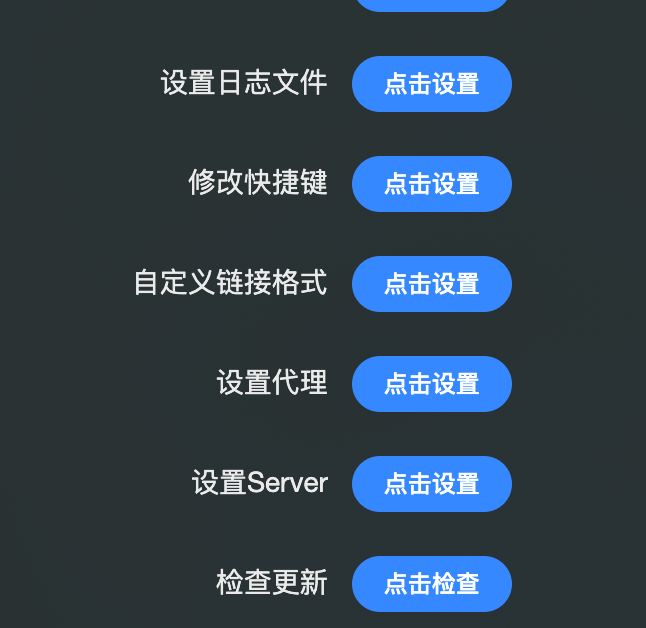 设置日志文件 点击设置
修改快捷键 点击设置
自定义链接格式 点击设置
设置代理 点击设置
设置Server 点击设置
检查更新 点击检查